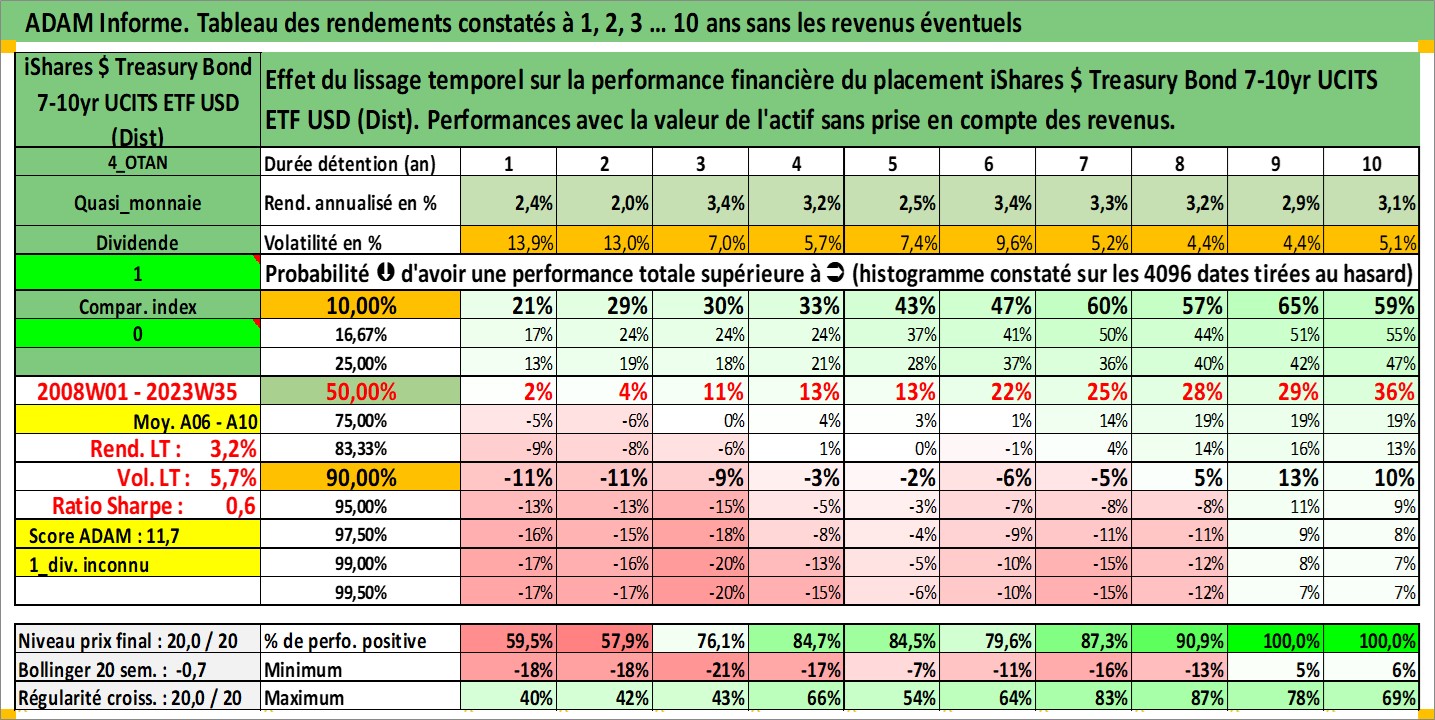 ADAM Informe. Tableau des rendements constatés à 1, 2, 3 ... 10 ans sans les revenus éventuels
iShares $ Treasury Bond 7-10yr UCITS ETF USD (Dist)
Effet du lissage temporel sur la performance financière du placement iShares $ Treasury Bond 7-10yr UCITS
ETF USD (Dist). Performances avec la valeur de l'actif sans prise en compte des revenus.
4_OTAN Durée détention (an) 1 2 3 4 5 6 7 8 9 10
Quasi_monnaie Rend. annualisé en % 2,4% 2,0% 3,4% 3,2% 2,5% 3,4% 3,3% 3,2% 2,9% 3,1%
Dividende Volatilité en % 13,9% 13,0% 7,0% 5,7% 7,4% 9,6% 5,2% 4,4% 4,4% 5,1%
1 Probabilité d'avoir une performance totale supérieure à (histogramme constaté sur les 4096 dates tirées au hasard)
Compar. index 10,00% 21% 29% 30% 33% 43% 47% 60% 57% 65% 59%
0 16,67% 17% 24% 24% 24% 37% 41% 50% 44% 51% 55%
25,00% 13% 19% 18% 21% 28% 37% 36% 40% 42% 47%
2008W01 - 2023W35 50,00% 2% 4% 11% 13% 13% 22% 25% 28% 29% 36%
Moy. A06 - A10 75,00% -5% -6% 0% 4% 3% 1% 14% 19% 19% 19%
Rend. LT : 3,2% 83,33% -9% -8% -6% 1% 0% -1% 4% 14% 16% 13%
Vol. LT : 5,7% 90,00% -11% -11% -9% -3% -2% -6% -5% 5% 13% 10%
Ratio Sharpe : 0,6 95,00% -13% -13% -15% -5% -3% -7% -8% -8% 11% 9%
Score ADAM : 11,7 97,50% -16% -15% -18% -8% -4% -9% -11% -11% 9% 8%
1_div. inconnu 99,00% -17% -16% -20% -13% -5% -10% -15% -12% 8% 7%
99,50% -17% -17% -20% -15% -6% -10% -15% -12% 7% 7%
Niveau prix final : 20,0 / 20 % de perfo. positive 59,5% 57,9% 76,1% 84,7% 84,5% 79,6% 87,3% 90,9% 100,0% 100,0%
Bollinger 20 sem. : -0,7 Minimum -18% -18% -21% -17% -7% -11% -16% -13% 5% 6%
Régularité croiss. : 20,0 / 20 Maximum 40% 42% 43% 66% 54% 64% 83% 87% 78% 69%